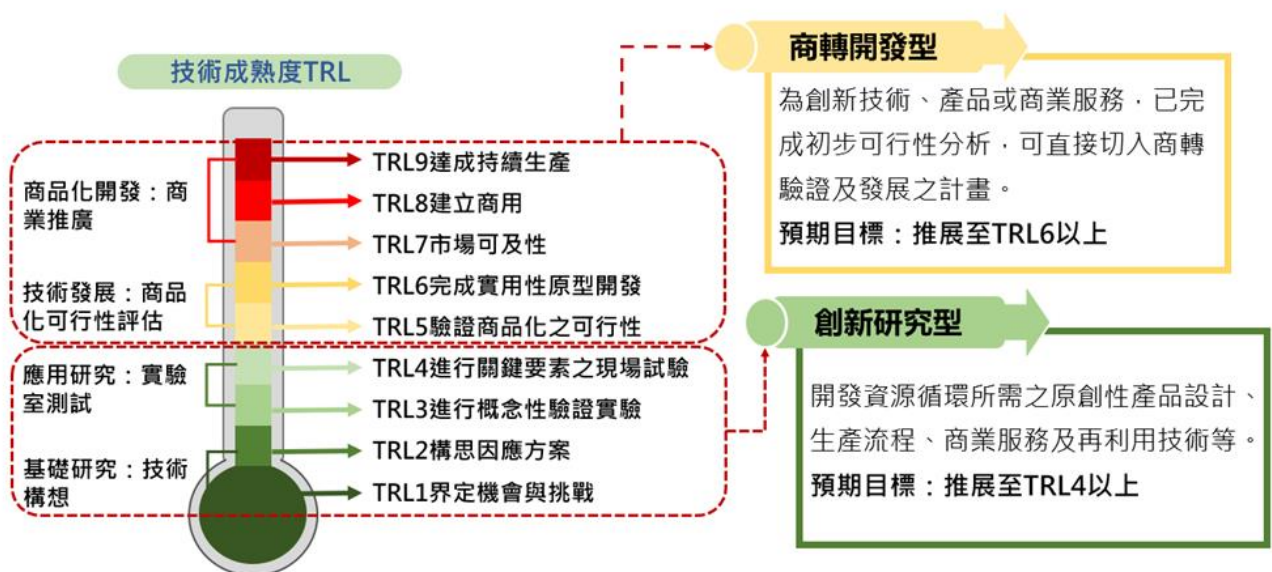 技術成熟度TRL
商品化開發：商
業推廣
技術發展：商品
化可行性評估
應用研究：實驗
室測試
基礎研究：技術
構想
TRL9達成持續生產
TRL8建立商用
TRL7市場可及性
TRL6完成實用性原型開發
TRL5驗證商品化之可行性
TRL4進行關鍵要素之現場試驗
TRL3進行概念性驗證實驗
TRL2構思因應方案
TRL1界定機會與挑戰
商轉開發型
為創新技術、產品或商業服務，已完
成初步可行性分析，可直接切入商轉
驗證及發展之計畫。
預期目標：推展至TRL6以上
創新研究型
開發資源循環所需之原創性產品設計、
生產流程、商業服務及再利用技術等。
預期目標：推展至TRL4以上